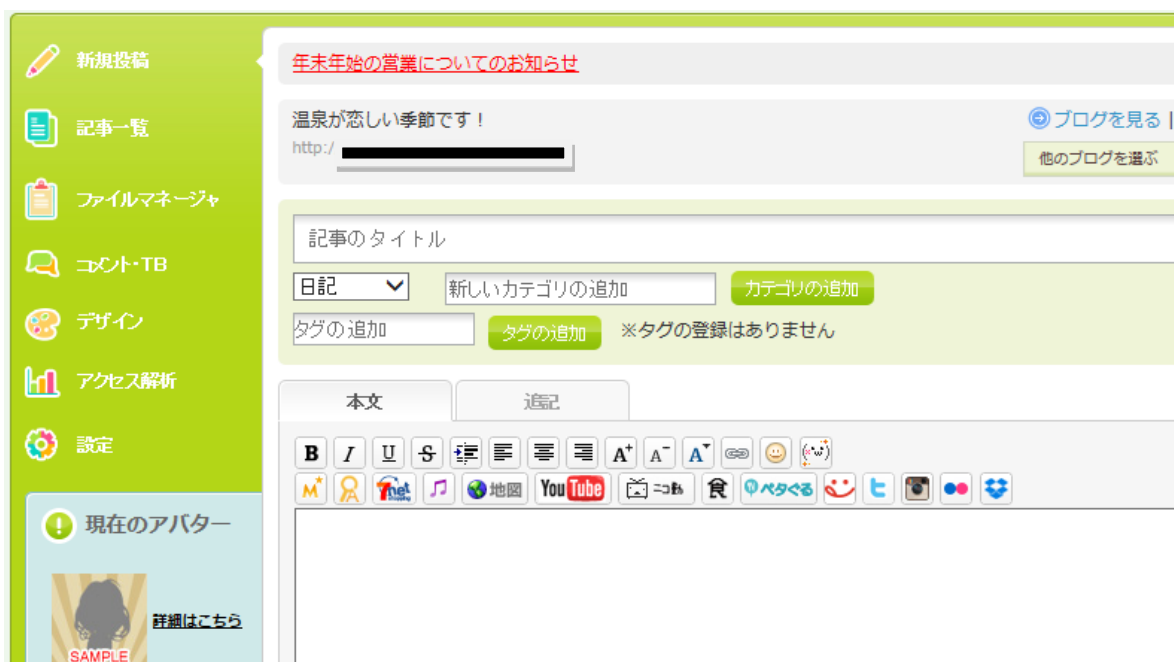 新規投稿
記事一覧
ファイルマネージャ
コメント・TB
デザイン
アクセス解析
設定
現在のアバター
詳細はこちら
SAMPLE
年末年始の営業についてのお知らせ
温泉が恋しい季節です！
http:/
ブログを見る |
他のブログを選ぶ
記事のタイトル
日記 新しいカテゴリの追加 カテゴリの追加
タグの追加 タグの追加 ※タグの登録はありません
本文 追記
B I U S A+ A- A
M 7net 地図 YouTube ニコ動 食 ペタぐる